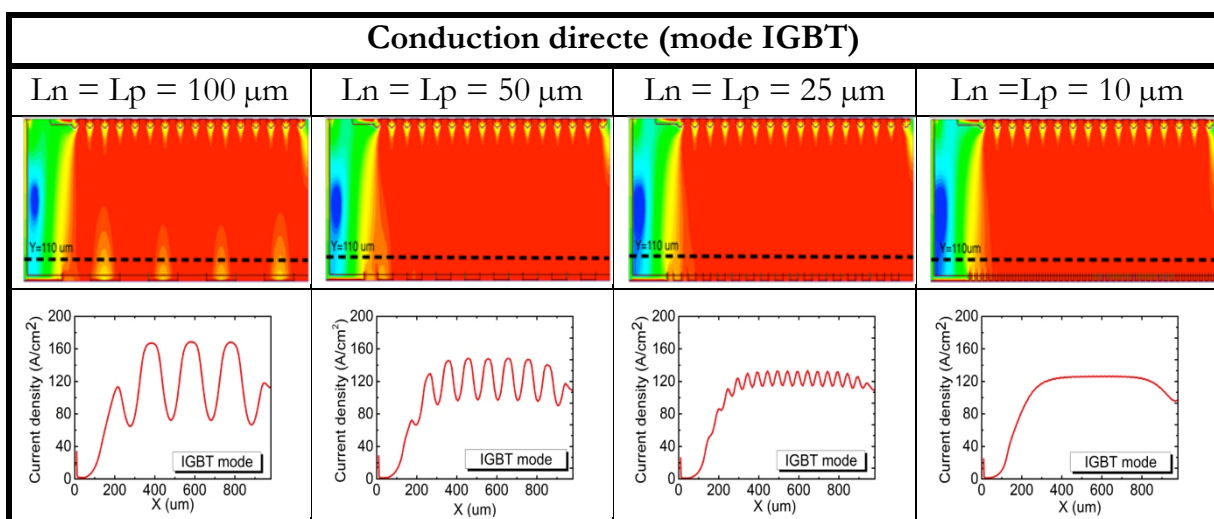 Conduction directe (mode IGBT)
Ln = Lp = 100 μm
Ln = Lp = 50 μm
Ln = Lp = 25 μm
Ln =Lp = 10 μm
Y=110 um
Y=110 um
Y=110 um
Y=110um
Current density (A/cm²)
200
160
120
80
40
0
0 200 400 600 800
X (um)
IGBT mode
Current density (A/cm²)
200
160
120
80
40
0
0 200 400 600 800
X (um)
IGBT mode
Current density (A/cm²)
200
160
120
80
40
0
0 200 400 600 800
X (um)
IGBT mode
Current density (A/cm²)
200
160
120
80
40
0
0 200 400 600 800
X (um)
IGBT mode